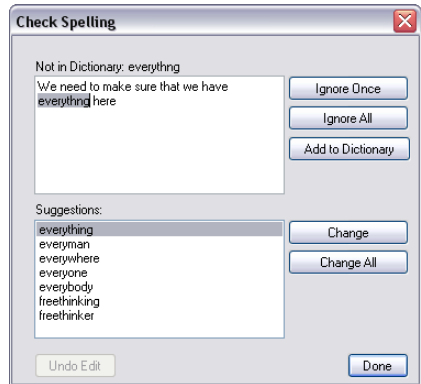 Check Spelling
Not in Dictionary: everythng
We need to make sure that we have
everythng here
Ignore Once
Ignore All
Add to Dictionary
Suggestions:
everything
everyman
everywhere
everyone
everybody
freethinking
freethinker
Change
Change All
Undo Edit
Done